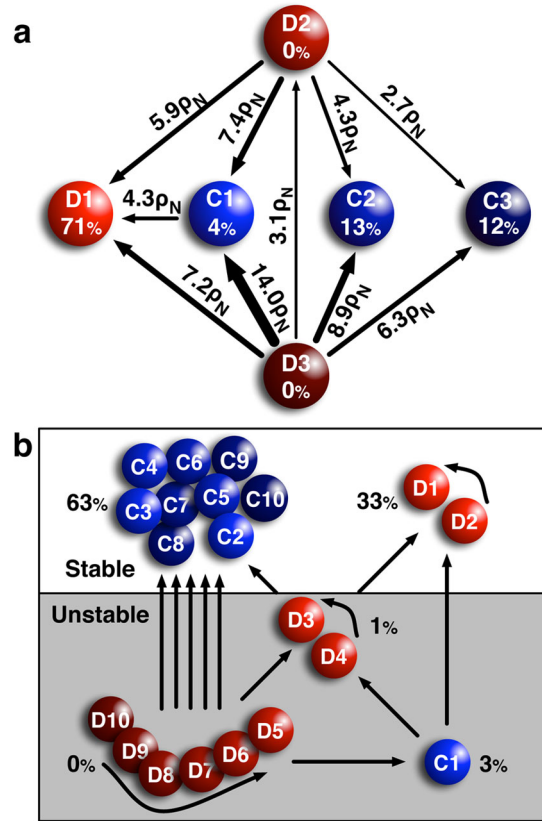 a
D2
0%
5.9ρN
7.4ρN
4.3ρN
2.7ρN
D1
71%
4.3ρN
C1
4%
3.1ρN
C2
13%
C3
12%
7.2ρN
14.0ρN
8.9ρN
6.3ρN
D3
0%
b
C4
C6
C9
63%
C3
C7
C5
C10
C8
C2
33%
D1
D2
Stable
Unstable
D3
1%
D4
D10
D9
D8
D7
D6
D5
0%
C1
3%